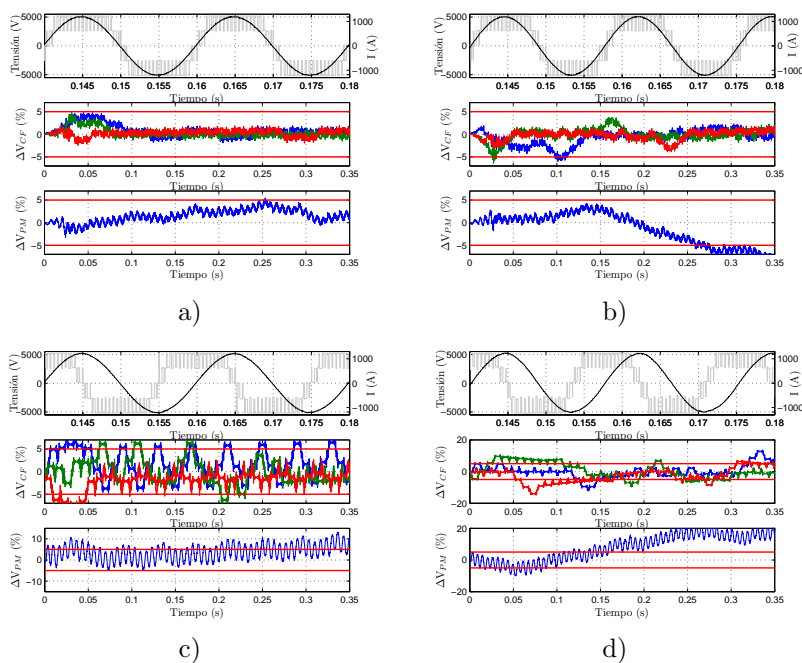 5000
0
−5000
Tensión (V)
1000
0
−1000
I (A)
0.145 0.15 0.155 0.16 0.165 0.17 0.175 0.18
Tiempo (s)
5
0
−5
ΔV_CF (%)
0 0.05 0.1 0.15 0.2 0.25 0.3 0.35
Tiempo (s)
5
0
−5
ΔV_PM (%)
0 0.05 0.1 0.15 0.2 0.25 0.3 0.35
Tiempo (s)
a)
5000
0
−5000
Tensión (V)
1000
0
−1000
I (A)
0.145 0.15 0.155 0.16 0.165 0.17 0.175 0.18
Tiempo (s)
5
0
−5
ΔV_CF (%)
0 0.05 0.1 0.15 0.2 0.25 0.3 0.35
Tiempo (s)
5
0
−5
ΔV_PM (%)
0 0.05 0.1 0.15 0.2 0.25 0.3 0.35
Tiempo (s)
b)
5000
0
−5000
Tensión (V)
1000
0
−1000
I (A)
0.145 0.15 0.155 0.16 0.165 0.17 0.175 0.18
Tiempo (s)
5
0
−5
ΔV_CF (%)
0 0.05 0.1 0.15 0.2 0.25 0.3 0.35
Tiempo (s)
10
0
−10
ΔV_PM (%)
0 0.05 0.1 0.15 0.2 0.25 0.3 0.35
Tiempo (s)
c)
5000
0
−5000
Tensión (V)
1000
0
−1000
I (A)
0.145 0.15 0.155 0.16 0.165 0.17 0.175 0.18
Tiempo (s)
20
0
−20
ΔV_CF (%)
0 0.05 0.1 0.15 0.2 0.25 0.3 0.35
Tiempo (s)
20
0
−20
ΔV_PM (%)
0 0.05 0.1 0.15 0.2 0.25 0.3 0.35
Tiempo (s)
d)